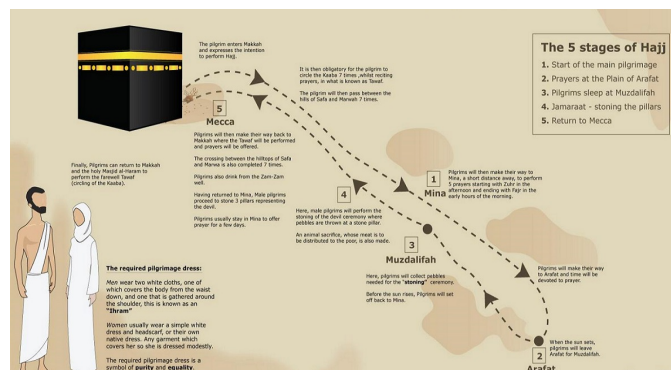 The pilgrim enters Makkah
and expresses the intention
to perform Hajj.
It is then obligatory for the pilgrim to
circle the Kaaba 7 times ,whilst reciting
prayers, in what is known as Tawaf.
The pilgrim will then pass between the
hills of Safa and Marwah 7 times.
The 5 stages of Hajj
1. Start of the main pilgrimage
2. Prayers at the Plain of Arafat
3. Pilgrims sleep at Muzdalifah
4. Jamaraat - stoning the pillars
5. Return to Mecca
5
Mecca
Pilgrims will then make their way back to
Makkah where the Tawaf will be performed
and prayers will be offered.
The crossing between the hilltops of Safa
and Marwa is also completed 7 times.
Pilgrims also drink from the Zam-Zam
well.
Having returned to Mina, Male pilgrims
proceed to stone 3 pillars representing
the devil.
Pilgrims usually stay in Mina to offer
prayer for a few days.
Finally, Pilgrims can return to Makkah
and the holy Masjid al-Haram to
perform the farewell Tawaf
(circling of the Kaaba).
1
Mina
Pilgrims will then make their way to
Mina, a short distance away, to perform
5 prayers starting with Zuhr in the
afternoon and ending with Fajr in the
early hours of the morning.
4
Here, male pilgrims will perform the
stoning of the devil ceremony where
pebbles are thrown at a stone pillar.
An animal sacrifice, whose meat is to
be distributed to the poor, is also made.
3
Muzdalifah
Here, pilgrims will collect pebbles
needed for the "stoning" ceremony.
Before the sun rises, Pilgrims will set
off back to Mina.
Pilgrims will make their way
to Arafat and time will be
devoted to prayer.
2
Arafat
When the sun sets,
pilgrims will leave
Arafat for Muzdalifah.
The required pilgrimage dress:
Men wear two white cloths, one of
which covers the body from the waist
down, and one that is gathered around
the shoulder, this is known as an
"Ihram"
Women usually wear a simple white
dress and headscarf, or their own
native dress. Any garment which
covers her so she is dressed modestly.
The required pilgrimage dress is a
symbol of purity and equality.